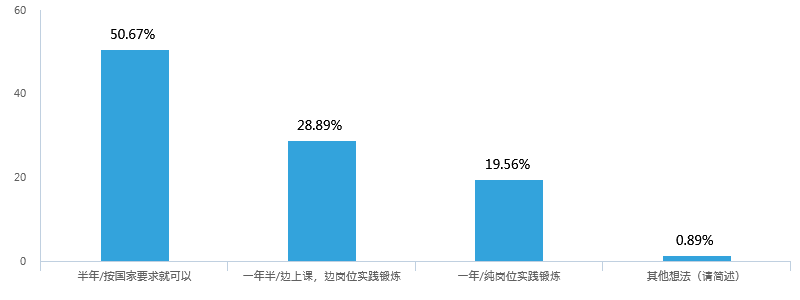 60
50.67%
40
28.89%
19.56%
20
0.89%
0
半年/按国家要求就可以
一年半/边上课，边岗位实践锻炼
一年/纯岗位实践锻炼
其他想法（请简述）